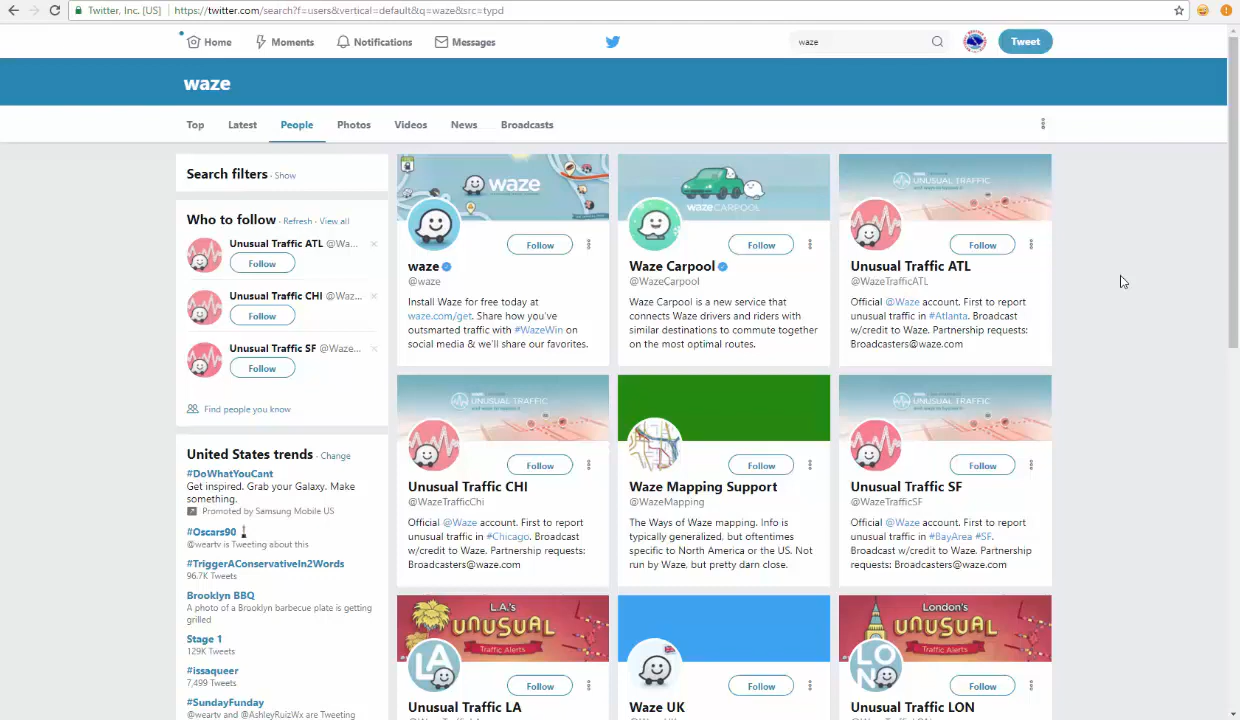 Twitter, Inc. [US]
https://twitter.com/search?f=users&vertical=default&q=waze&src=typd
Home
Moments
Notifications
Messages
waze
Tweet
waze
Top
Latest
People
Photos
Videos
News
Broadcasts
Search filters · Show
Who to follow · Refresh · View all
Unusual Traffic ATL @Wa...
Follow
Unusual Traffic CHI @Waz...
Follow
Unusual Traffic SF @Waze...
Follow
Find people you know
United States trends · Change
#DoWhatYouCant
Get inspired. Grab your Galaxy. Make
something.
Promoted by Samsung Mobile US
#Oscars90
@weartv is Tweeting about this
#TriggerAConservativeIn2Words
96.7K Tweets
Brooklyn BBQ
A photo of a Brooklyn barbecue plate is getting
grilled
Stage 1
129K Tweets
#issaqueer
7,499 Tweets
#SundayFunday
@weartv and @AshleyRuizWx are Tweeting
waze
Follow
waze
@waze
Install Waze for free today at
waze.com/get. Share how you've
outsmarted traffic with #WazeWin on
social media & we'll share our favorites.
waze CARPOOL
Follow
Waze Carpool
@WazeCarpool
Waze Carpool is a new service that
connects Waze drivers and riders with
similar destinations to commute together
on the most optimal routes.
UNUSUAL TRAFFIC
Follow
Unusual Traffic ATL
@WazeTrafficATL
Official @Waze account. First to report
unusual traffic in #Atlanta. Broadcast
w/credit to Waze. Partnership requests:
Broadcasters@waze.com
UNUSUAL TRAFFIC
Follow
Unusual Traffic CHI
@WazeTrafficChi
Official @Waze account. First to report
unusual traffic in #Chicago. Broadcast
w/credit to Waze. Partnership requests:
Broadcasters@waze.com
Follow
Waze Mapping Support
@WazeMapping
The Ways of Waze mapping. Info is
typically generalized, but oftentimes
specific to North America or the US. Not
run by Waze, but pretty darn close.
UNUSUAL TRAFFIC
Follow
Unusual Traffic SF
@WazeTrafficSF
Official @Waze account. First to report
unusual traffic in #BayArea #SF.
Broadcast w/credit to Waze. Partnership
requests: Broadcasters@waze.com
L.A.'s
UNUSUAL
Traffic Alerts
LA
Follow
Unusual Traffic LA
Follow
Waze UK
London's
UNUSUAL
Traffic Alerts
LON
Follow
Unusual Traffic LON